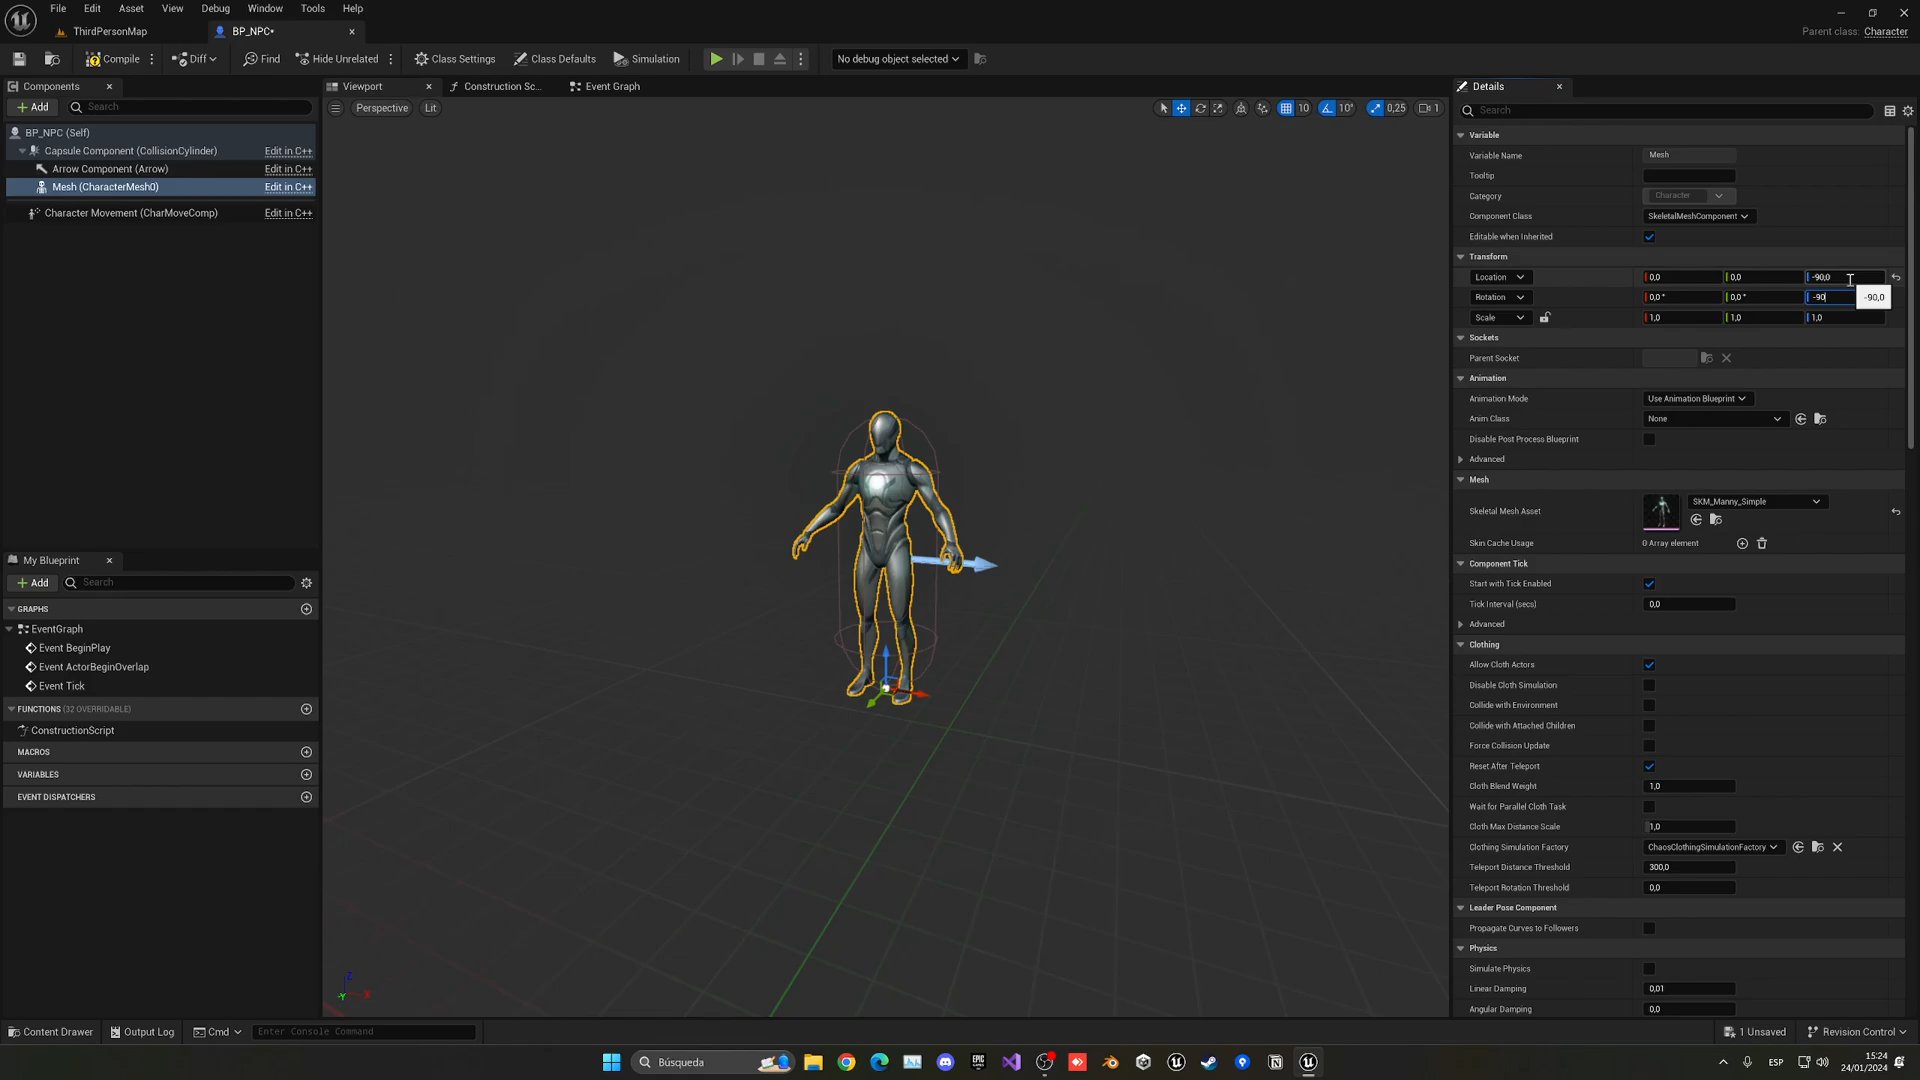 File Edit Asset View Debug Window Tools Help
ThirdPersonMap
BP_NPC*
Parent class: Character
Compile
Diff
Find
Hide Unrelated
Class Settings
Class Defaults
Simulation
No debug object selected
Components
Viewport
Construction Sc...
Event Graph
Details
Add
Search
Perspective
Lit
10
10°
0,25
1
Search
BP_NPC (Self)
Capsule Component (CollisionCylinder) Edit in C++
Arrow Component (Arrow) Edit in C++
Mesh (CharacterMesh0) Edit in C++
Character Movement (CharMoveComp) Edit in C++
Variable
Variable Name Mesh
Tooltip
Category Character
Component Class SkeletalMeshComponent
Editable when Inherited
Transform
Location 0,0 0,0 -90,0
Rotation 0,0 ° 0,0 ° -90 -90,0
Scale 1,0 1,0 1,0
Sockets
Parent Socket
Animation
Animation Mode Use Animation Blueprint
Anim Class None
Disable Post Process Blueprint
Advanced
Mesh
Skeletal Mesh Asset SKM_Manny_Simple
Skin Cache Usage 0 Array element
Component Tick
Start with Tick Enabled
Tick Interval (secs) 0,0
Advanced
Clothing
Allow Cloth Actors
Disable Cloth Simulation
Collide with Environment
Collide with Attached Children
Force Collision Update
Reset After Teleport
Cloth Blend Weight 1,0
Wait for Parallel Cloth Task
Cloth Max Distance Scale 1,0
Clothing Simulation Factory ChaosClothingSimulationFactory
Teleport Distance Threshold 300,0
Teleport Rotation Threshold 0,0
Leader Pose Component
Propagate Curves to Followers
Physics
Simulate Physics
Linear Damping 0,01
Angular Damping 0,0
My Blueprint
Add
Search
GRAPHS
EventGraph
Event BeginPlay
Event ActorBeginOverlap
Event Tick
FUNCTIONS (32 OVERRIDABLE)
ConstructionScript
MACROS
VARIABLES
EVENT DISPATCHERS
Z
Y
X
Content Drawer
Output Log
Cmd
Enter Console Command
1 Unsaved
Revision Control
Búsqueda
EPIC
GAMES
ESP
15:24
24/01/2024